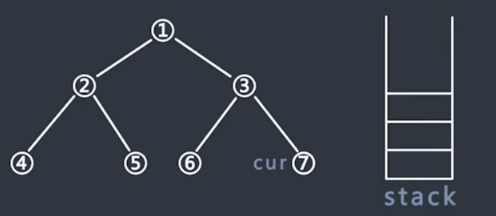 ①
② ③
④ ⑤ ⑥ cur ⑦
stack